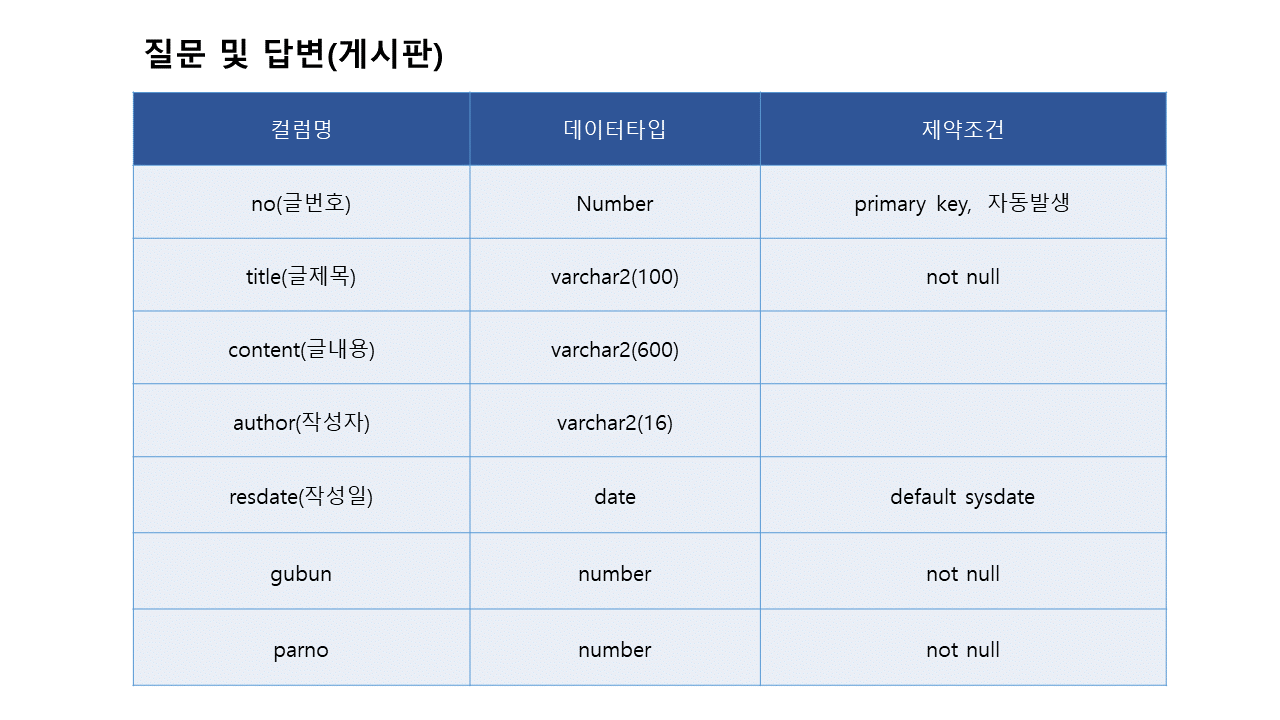 질문 및 답변(게시판)
컬럼명 데이터타입 제약조건
no(글번호) Number primary key, 자동발생
title(글제목) varchar2(100) not null
content(글내용) varchar2(600)
author(작성자) varchar2(16)
resdate(작성일) date default sysdate
gubun number not null
parno number not null